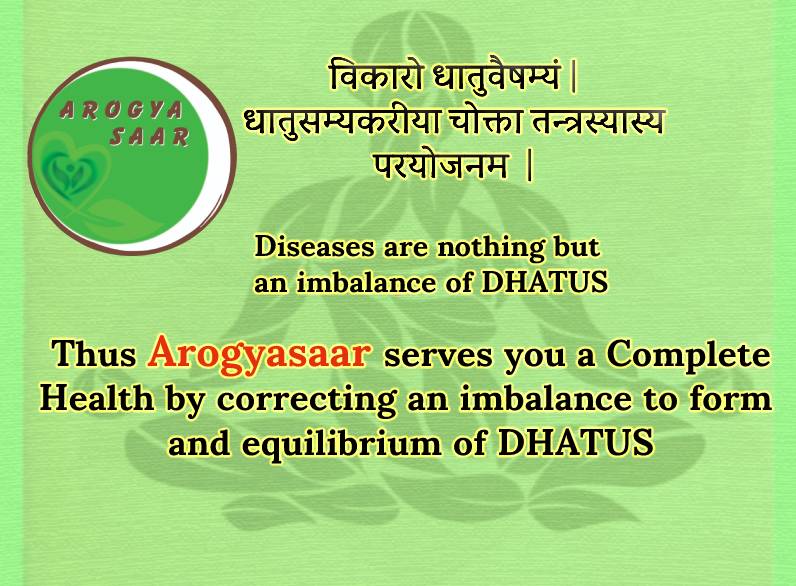 AROGYA
SAAR
विकारो धातुवैषम्यं |
धातुसम्यकरीया चोक्ता तन्त्रस्यास्य
परयोजनम |
Diseases are nothing but
an imbalance of DHATUS
Thus Arogyasaar serves you a Complete
Health by correcting an imbalance to form
and equilibrium of DHATUS